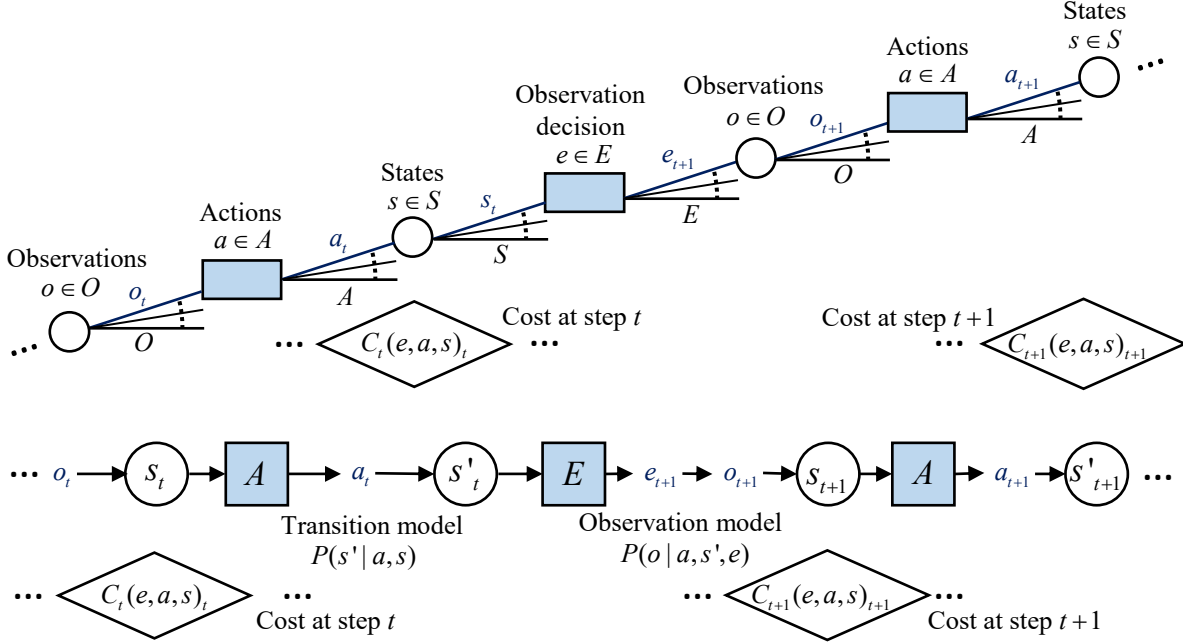 States
s ∈ S
Actions
a ∈ A
a_{t+1}
A
Observations
o ∈ O
o_{t+1}
O
Observation
decision
e ∈ E
e_{t+1}
E
States
s ∈ S
s_t
S
Actions
a ∈ A
a_t
A
Observations
o ∈ O
o_t
O
... C_t(e,a,s)_t ... Cost at step t
Cost at step t+1 ... C_{t+1}(e,a,s)_{t+1}
... o_t s_t A a_t s'_t E e_{t+1} o_{t+1} s_{t+1} A a_{t+1} s'_{t+1} ...
Transition model
P(s' | a, s)
Observation model
P(o | a, s', e)
... C_t(e,a,s)_t ... Cost at step t
... C_{t+1}(e,a,s)_{t+1} ... Cost at step t+1